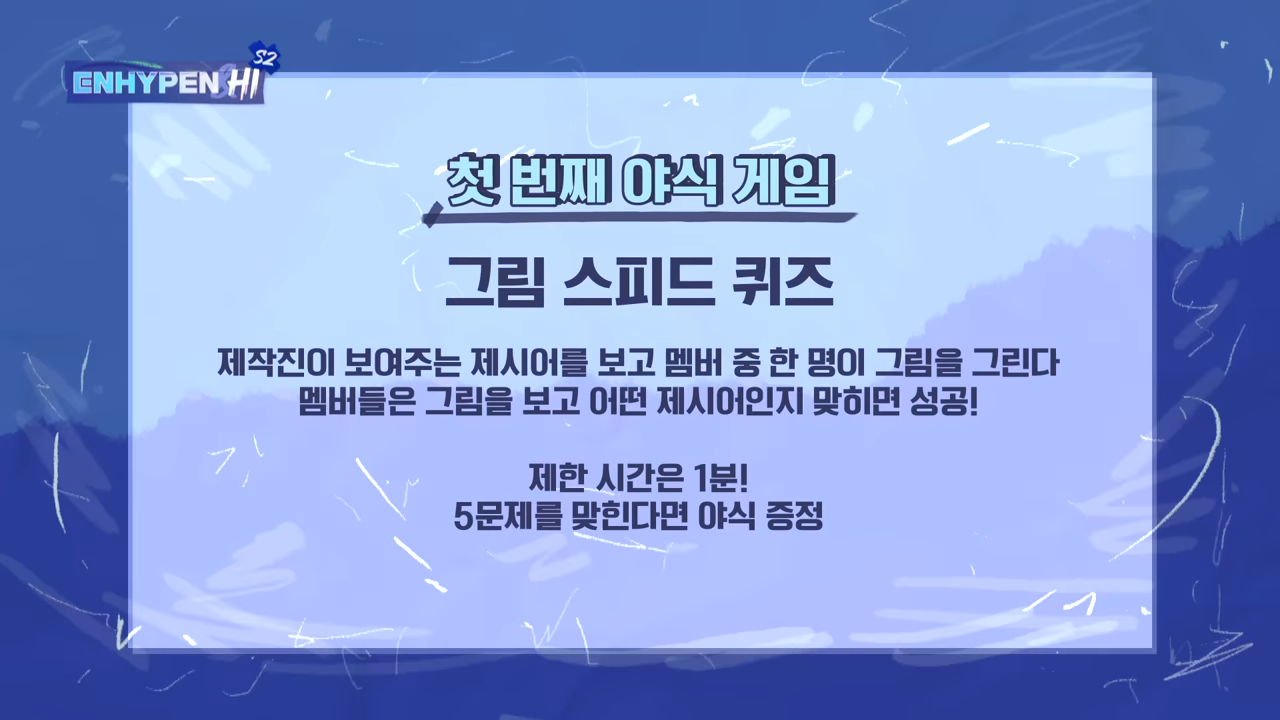 ENHYPEN HI
S2
첫 번째 야식 게임
그림 스피드 퀴즈
제작진이 보여주는 제시어를 보고 멤버 중 한 명이 그림을 그린다
멤버들은 그림을 보고 어떤 제시어인지 맞히면 성공!
제한 시간은 1분!
5문제를 맞힌다면 야식 증정